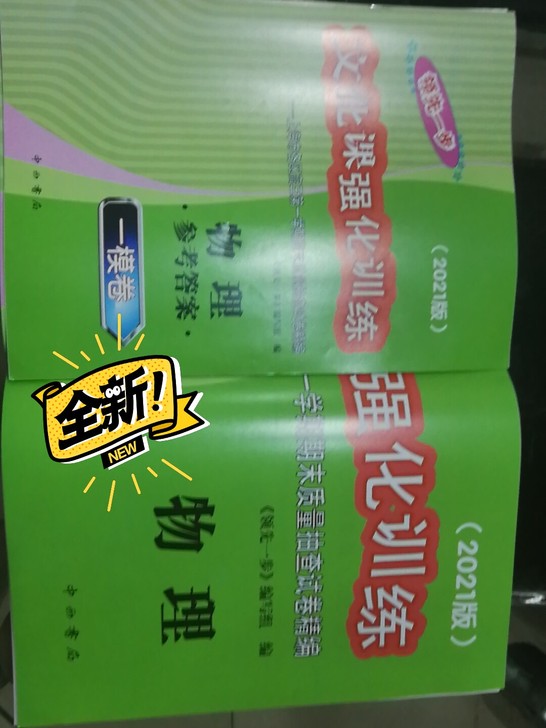 领先一步
（2021版）
文化课强化训练
物理
·参考答案·
一模卷
中西书局
（2021版）
强化训练
一学期期末质量抽查试卷精编
《领先一步》编写组 编
物理
中西书局
全新！
NEW